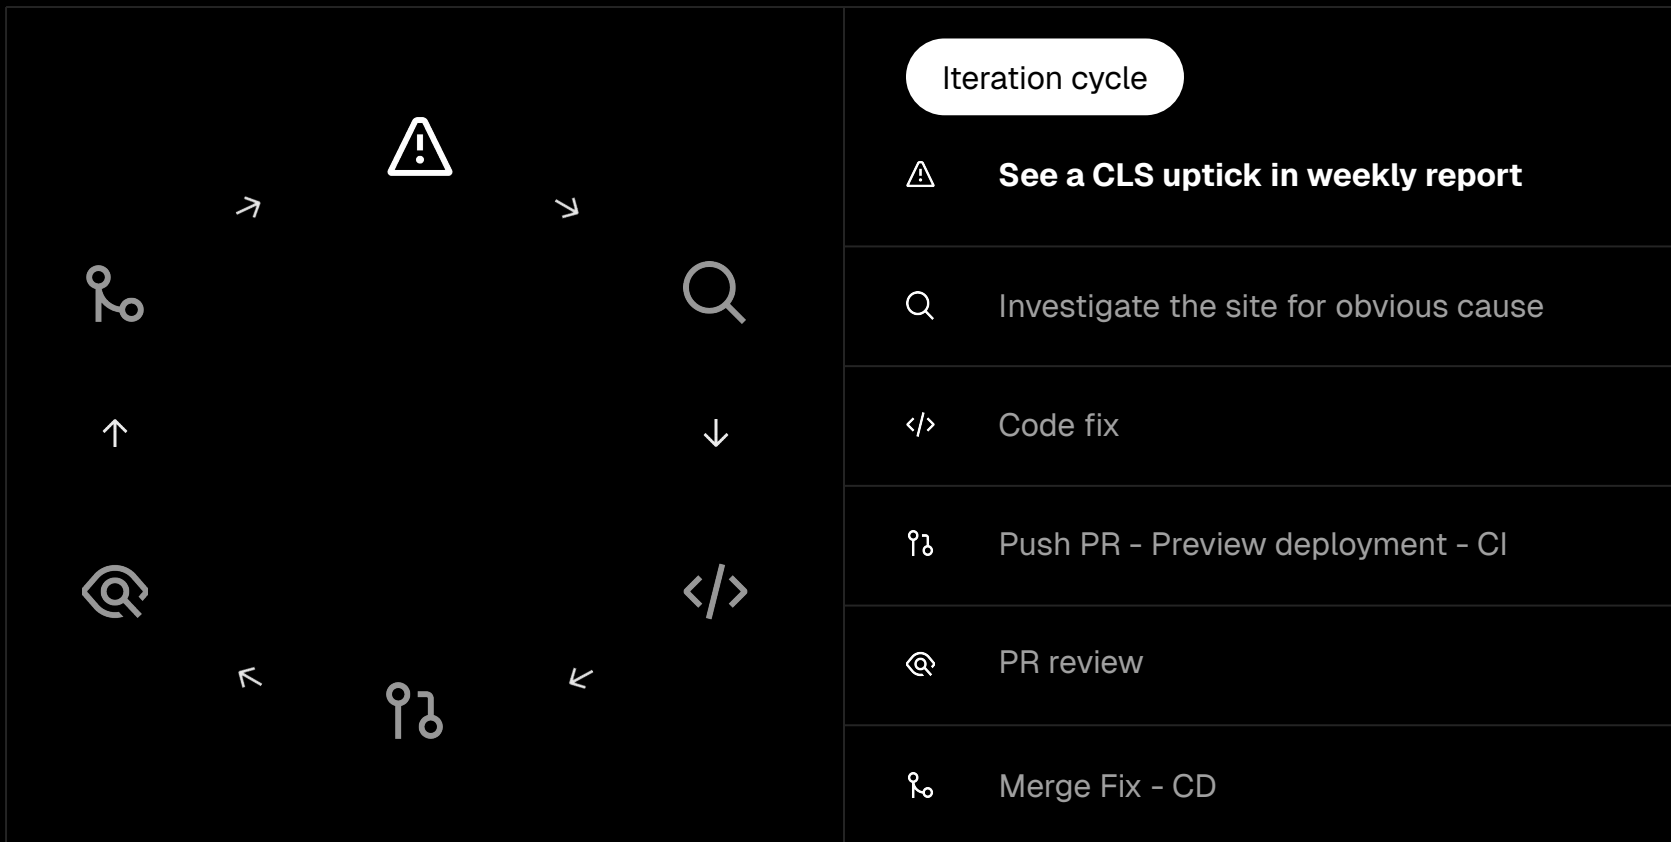 Iteration cycle
See a CLS uptick in weekly report
Investigate the site for obvious cause
Code fix
Push PR - Preview deployment - CI
PR review
Merge Fix - CD